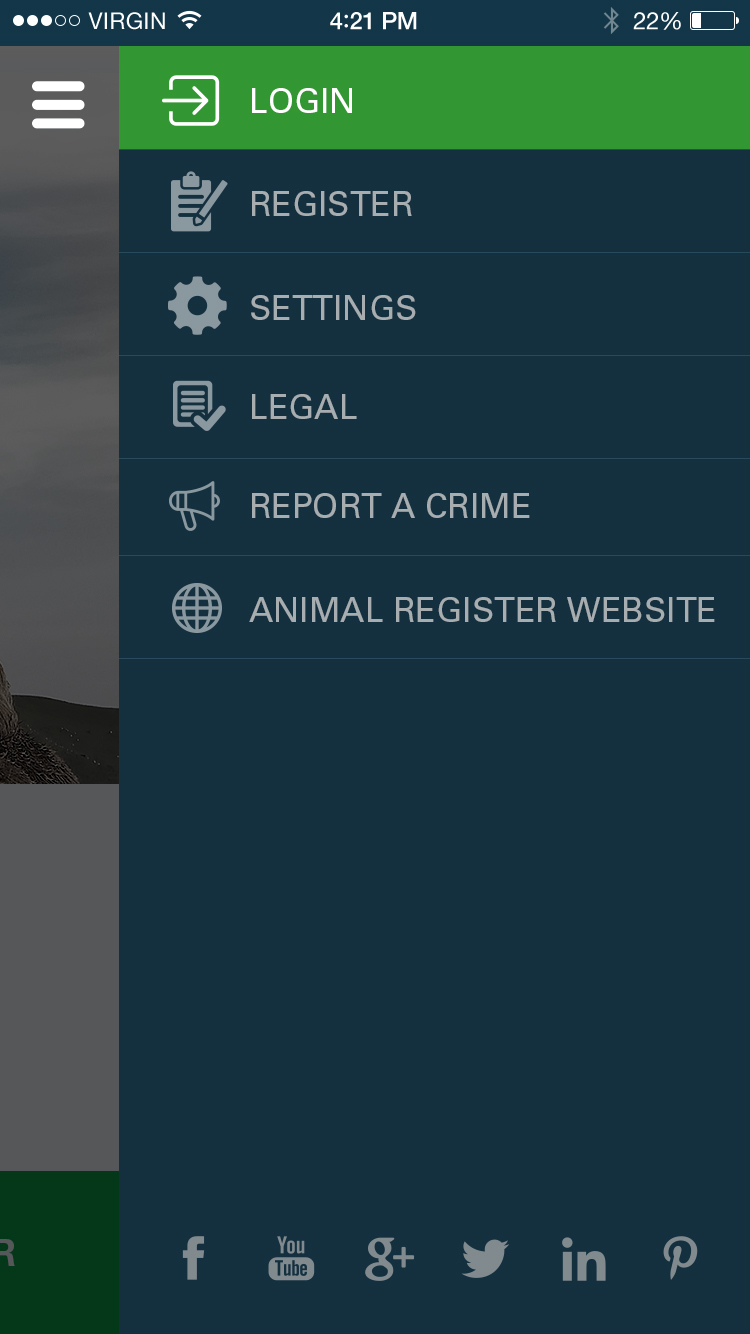 VIRGIN 4:21 PM 22%
LOGIN
REGISTER
SETTINGS
LEGAL
REPORT A CRIME
ANIMAL REGISTER WEBSITE
R
f You Tube g+ in